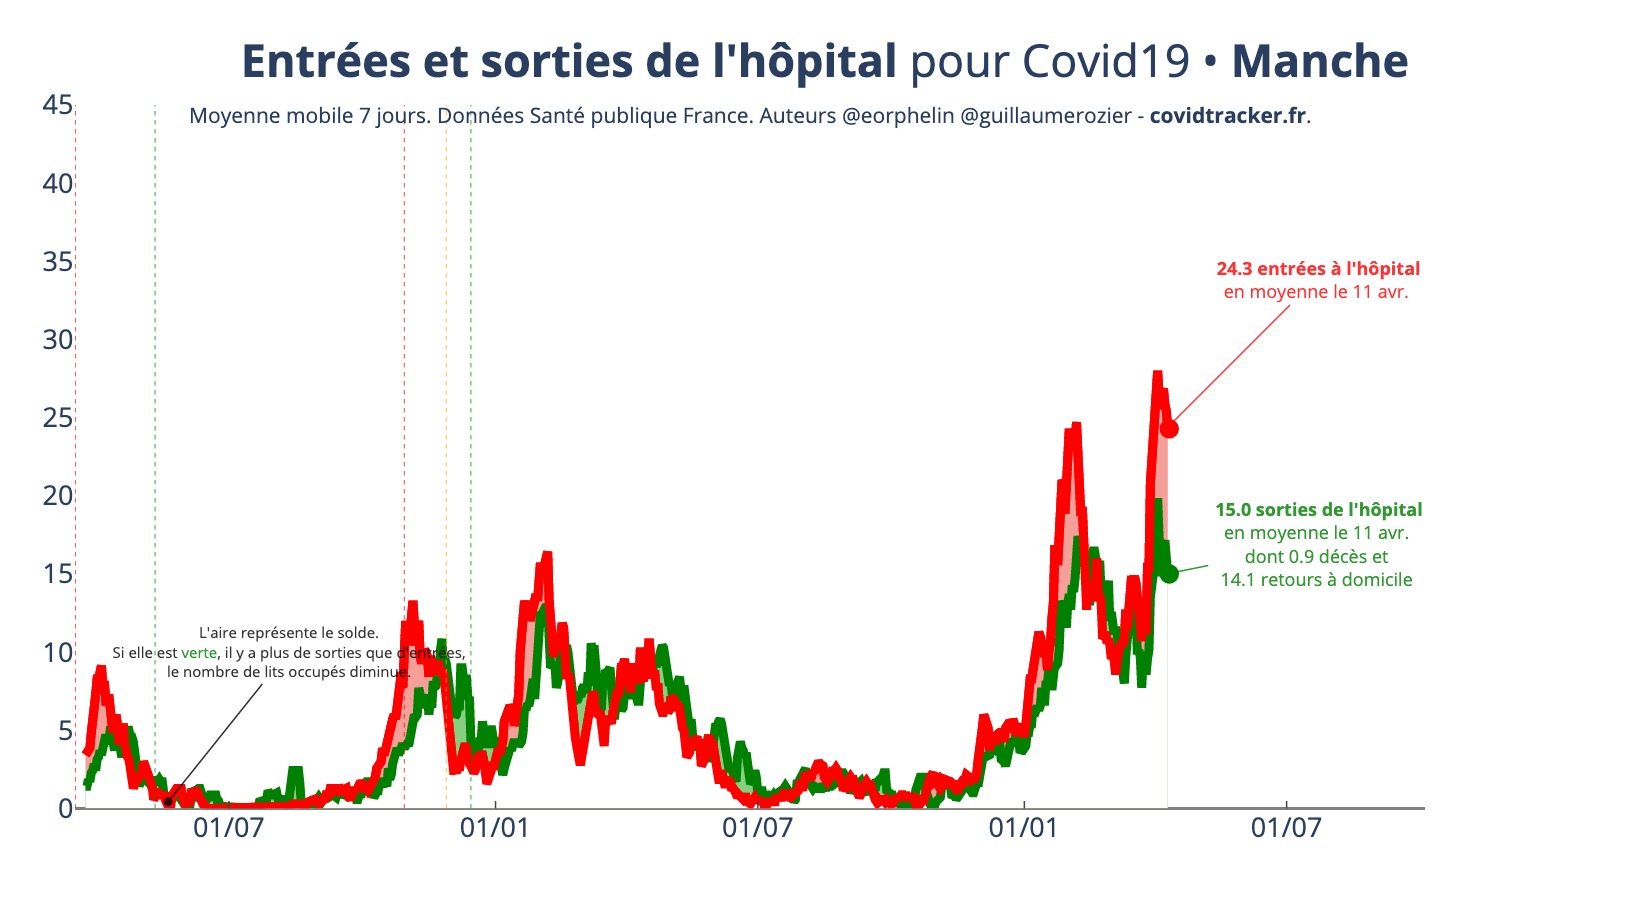 Entrées et sorties de l'hôpital pour Covid19 • Manche
Moyenne mobile 7 jours. Données Santé publique France. Auteurs @eorphelin @guillaumerozier - covidtracker.fr.
45
40
35
30
25
20
15
10
5
0
24.3 entrées à l'hôpital
en moyenne le 11 avr.
15.0 sorties de l'hôpital
en moyenne le 11 avr.
dont 0.9 décès et
14.1 retours à domicile
L'aire représente le solde.
Si elle est verte, il y a plus de sorties que d'entrées,
le nombre de lits occupés diminue.
01/07
01/01
01/07
01/01
01/07